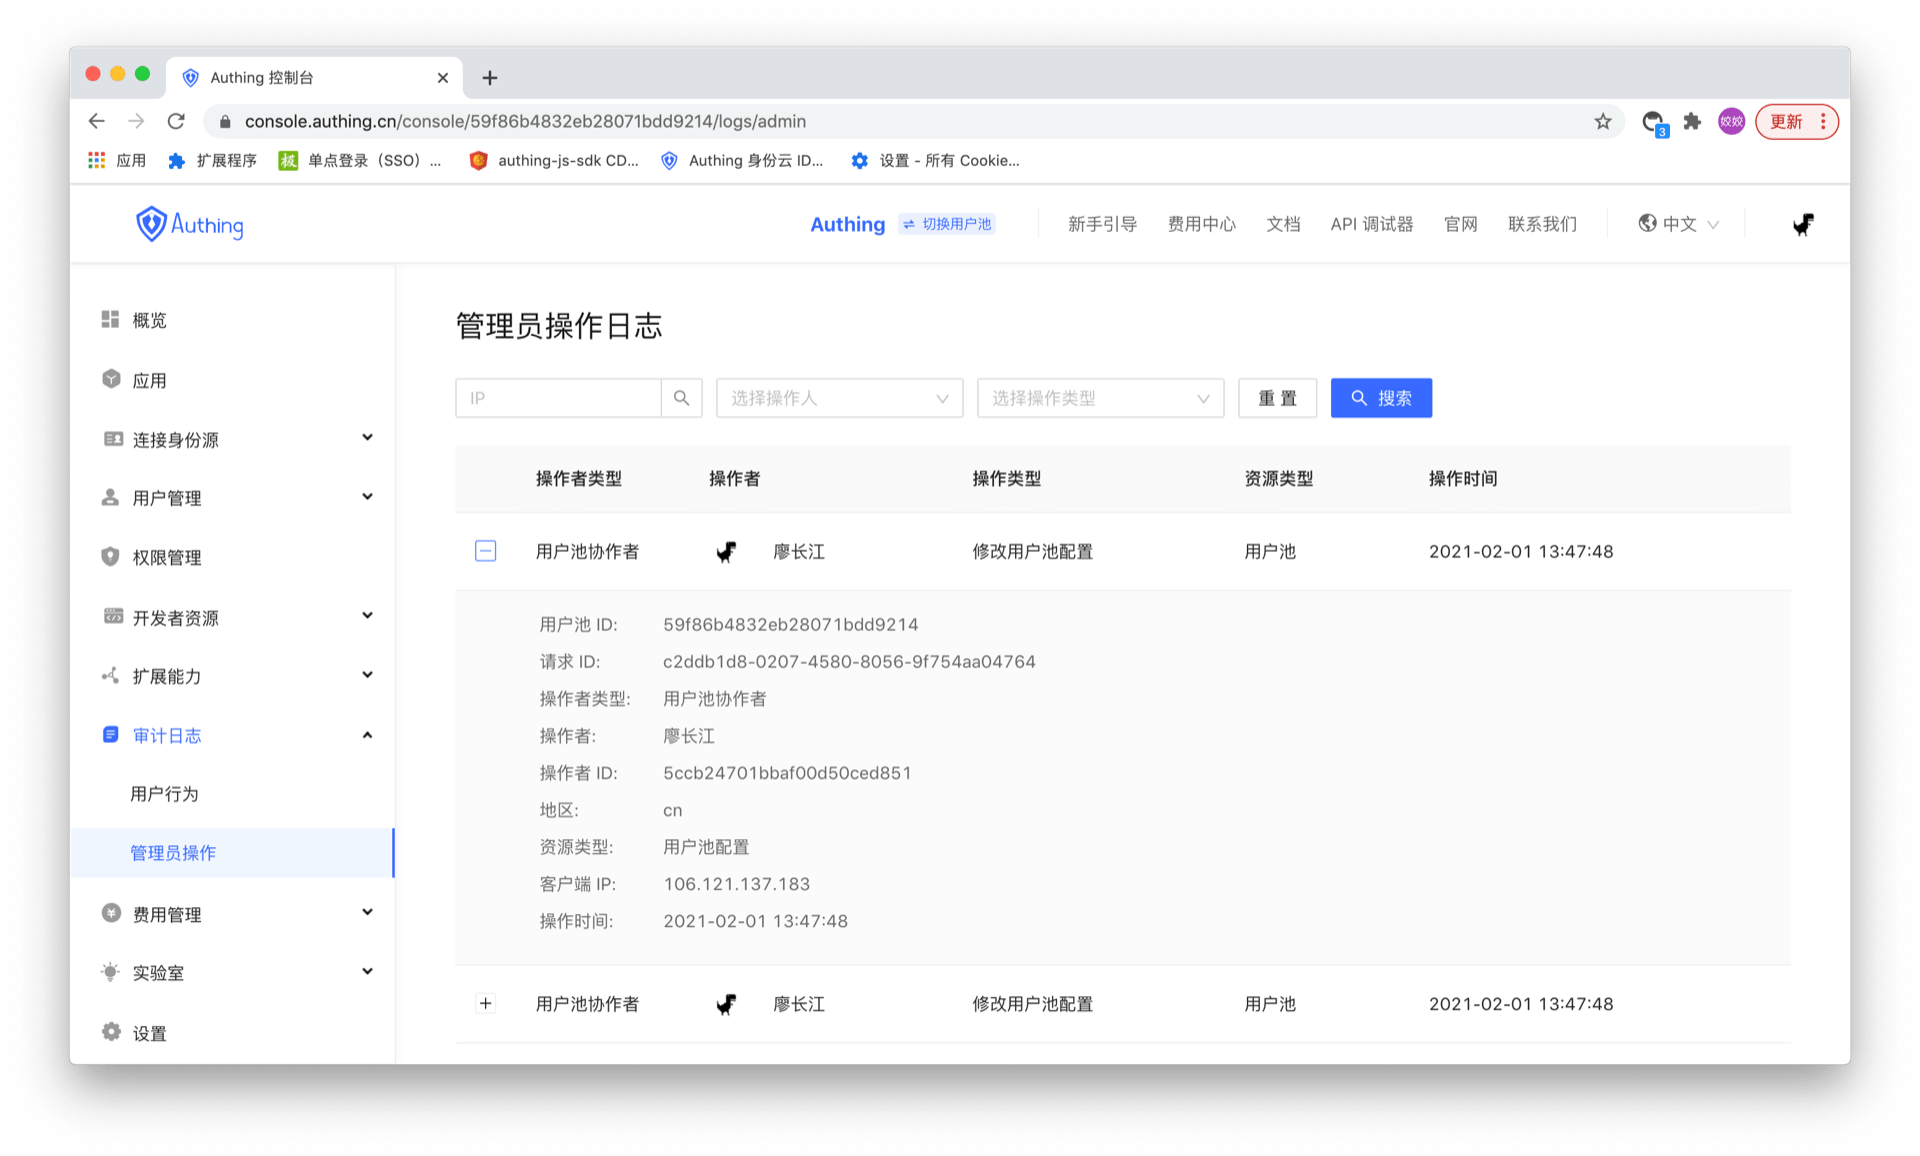 Authing 控制台
console.authing.cn/console/59f86b4832eb28071bdd9214/logs/admin
3
姣姣
更新
应用
扩展程序
极 单点登录（SSO）...
authing-js-sdk CD...
Authing 身份云 ID...
设置 - 所有 Cookie...
Authing
Authing
切换用户池
新手引导
费用中心
文档
API 调试器
官网
联系我们
中文
概览
应用
连接身份源
用户管理
权限管理
开发者资源
扩展能力
审计日志
用户行为
管理员操作
费用管理
实验室
设置
管理员操作日志
IP
选择操作人
选择操作类型
重 置
搜索
操作者类型 操作者 操作类型 资源类型 操作时间
用户池协作者 廖长江 修改用户池配置 用户池 2021-02-01 13:47:48
用户池 ID: 59f86b4832eb28071bdd9214
请求 ID: c2ddb1d8-0207-4580-8056-9f754aa04764
操作者类型: 用户池协作者
操作者: 廖长江
操作者 ID: 5ccb24701bbaf00d50ced851
地区: cn
资源类型: 用户池配置
客户端 IP: 106.121.137.183
操作时间: 2021-02-01 13:47:48
用户池协作者 廖长江 修改用户池配置 用户池 2021-02-01 13:47:48